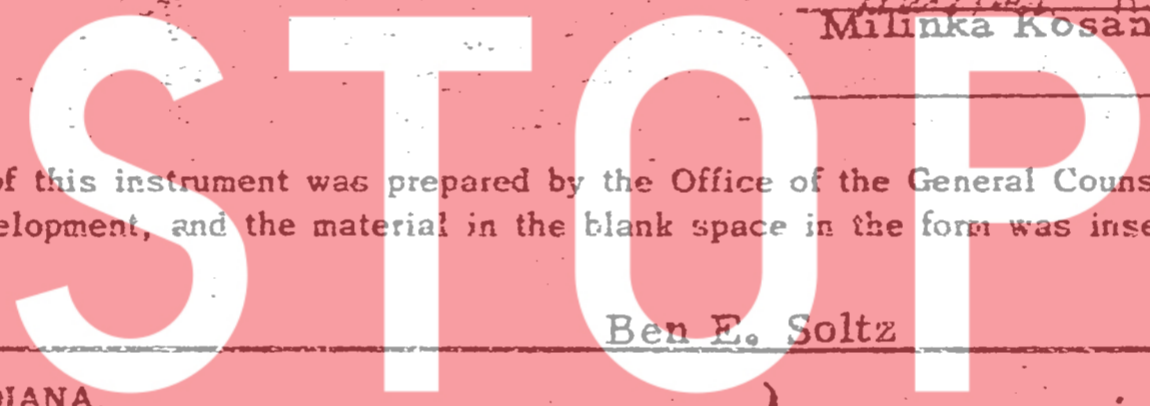 STOP
Milinka Kosan
of this instrument was prepared by the Office of the General Couns
elopment, and the material in the blank space in the form was inse
Ben E. Soltz
DIANA )